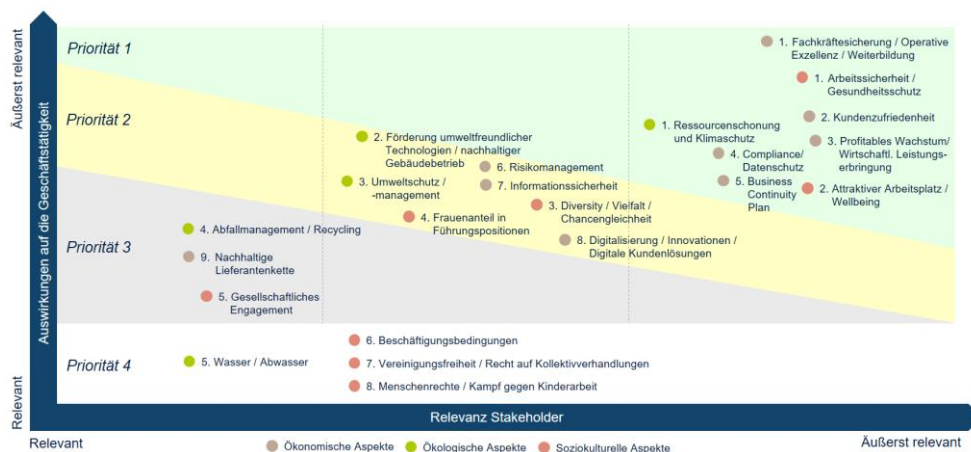 Äußerst relevant
Auswirkungen auf die Geschäftstätigkeit
Relevant
Priorität 1
Priorität 2
Priorität 3
Priorität 4
1. Fachkräftesicherung / Operative
Exzellenz / Weiterbildung
1. Arbeitssicherheit /
Gesundheitsschutz
2. Kundenzufriedenheit
1. Ressourcenschonung
und Klimaschutz
3. Profitables Wachstum/
Wirtschaftl. Leistungs-
erbringung
4. Compliance/
Datenschutz
5. Business
Continuity
Plan
2. Attraktiver Arbeitsplatz /
Wellbeing
2. Förderung umweltfreundlicher
Technologien / nachhaltiger
Gebäudebetrieb
6. Risikomanagement
3. Umweltschutz /
-management
7. Informationssicherheit
3. Diversity / Vielfalt /
Chancengleichheit
4. Frauenanteil in
Führungspositionen
8. Digitalisierung / Innovationen /
Digitale Kundenlösungen
4. Abfallmanagement / Recycling
9. Nachhaltige
Lieferantenkette
5. Gesellschaftliches
Engagement
6. Beschäftigungsbedingungen
5. Wasser / Abwasser
7. Vereinigungsfreiheit / Recht auf Kollektivverhandlungen
8. Menschenrechte / Kampf gegen Kinderarbeit
Relevanz Stakeholder
Relevant
Äußerst relevant
Ökonomische Aspekte
Ökologische Aspekte
Soziokulturelle Aspekte